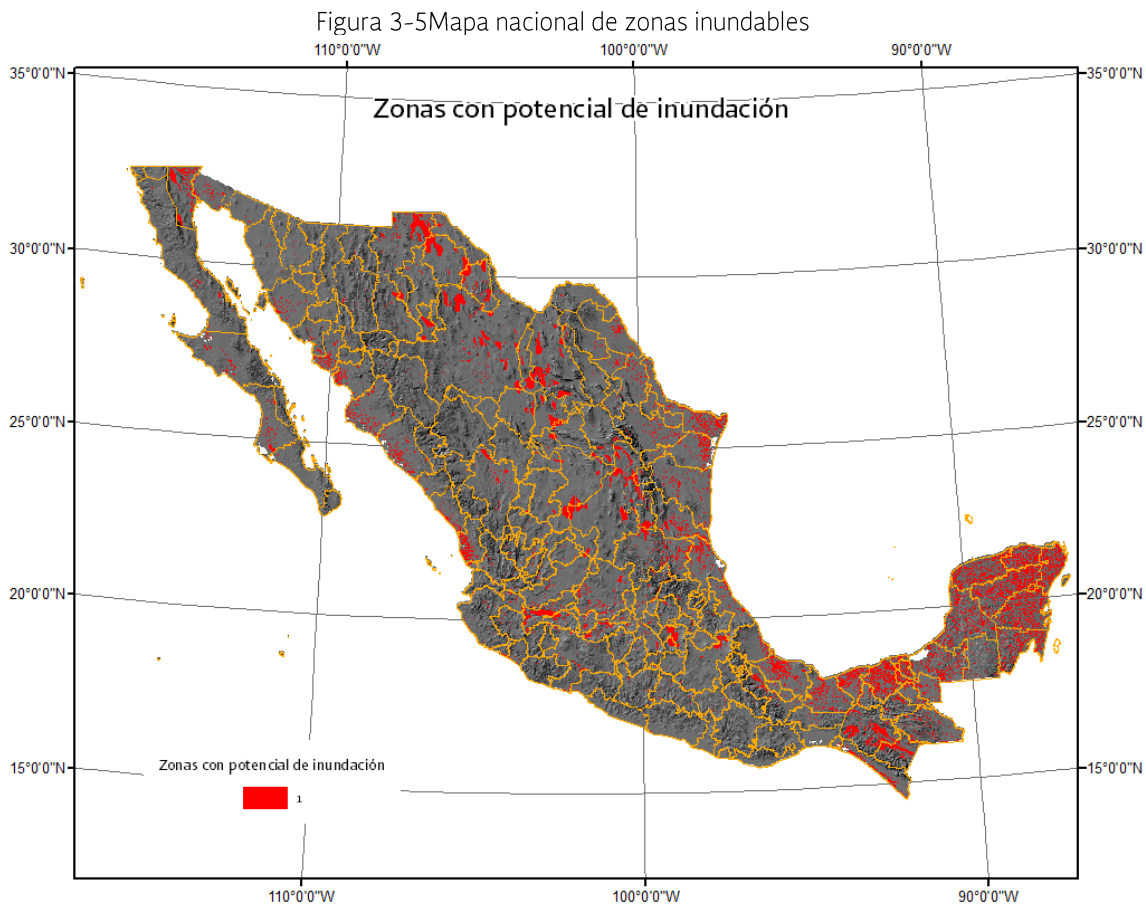 Figura 3-5Mapa nacional de zonas inundables
110°0'0"W 100°0'0"W 90°0'0"W
35°0'0"N 35°0'0"N
Zonas con potencial de inundación
30°0'0"N 30°0'0"N
25°0'0"N 25°0'0"N
20°0'0"N 20°0'0"N
15°0'0"N 15°0'0"N
Zonas con potencial de inundación
1
110°0'0"W 100°0'0"W 90°0'0"W